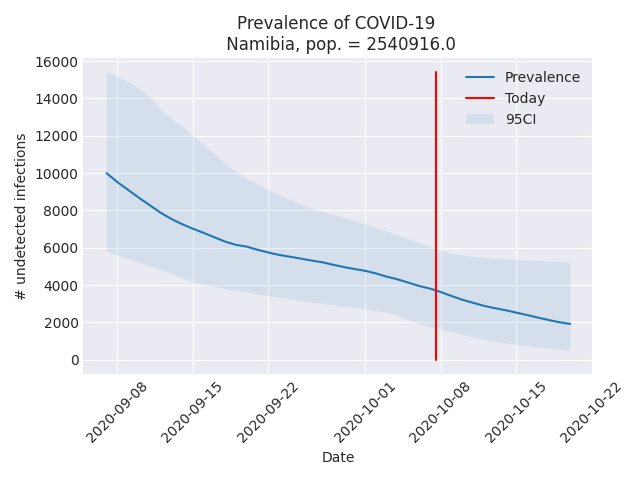 Prevalence of COVID-19
Namibia, pop. = 2540916.0
16000
14000
12000
10000
8000
6000
4000
2000
0
# undetected infections
Prevalence
Today
95CI
2020-09-08
2020-09-15
2020-09-22
2020-10-01
2020-10-08
2020-10-15
2020-10-22
Date